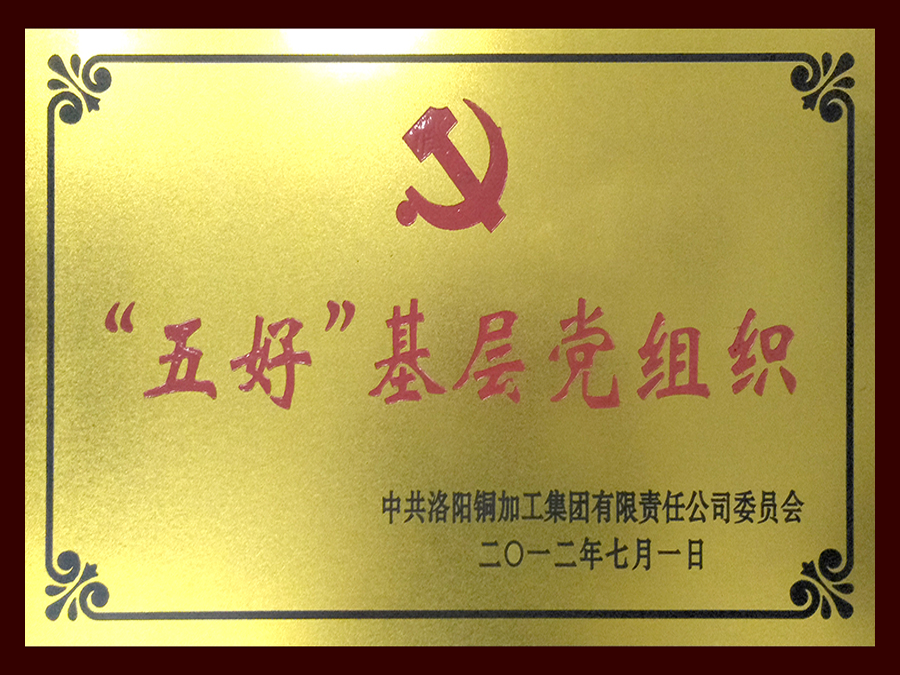 “五好”基层党组织
中共洛阳铜加工集团有限责任公司委员会
二〇一二年七月一日